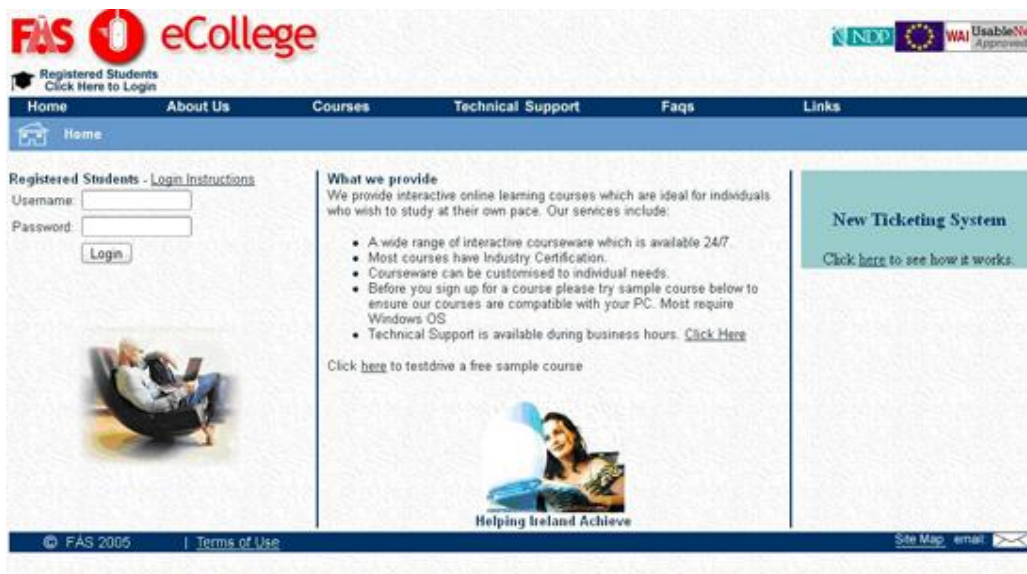 FÁS eCollege
NDP WAI UsableNe
Approved
Registered Students
Click Here to Login
Home About Us Courses Technical Support Faqs Links
Home
Registered Students - Login Instructions
Username:
Password:
Login
What we provide
We provide interactive online learning courses which are ideal for individuals
who wish to study at their own pace. Our services include:
A wide range of interactive courseware which is available 24/7.
Most courses have Industry Certification.
Courseware can be customised to individual needs.
Before you sign up for a course please try sample course below to
ensure our courses are compatible with your PC. Most require
Windows OS
Technical Support is available during business hours. Click Here
Click here to testdrive a free sample course
Helping Ireland Achieve
New Ticketing System
Click here to see how it works.
© FÁS 2005 | Terms of Use
Site Map email: